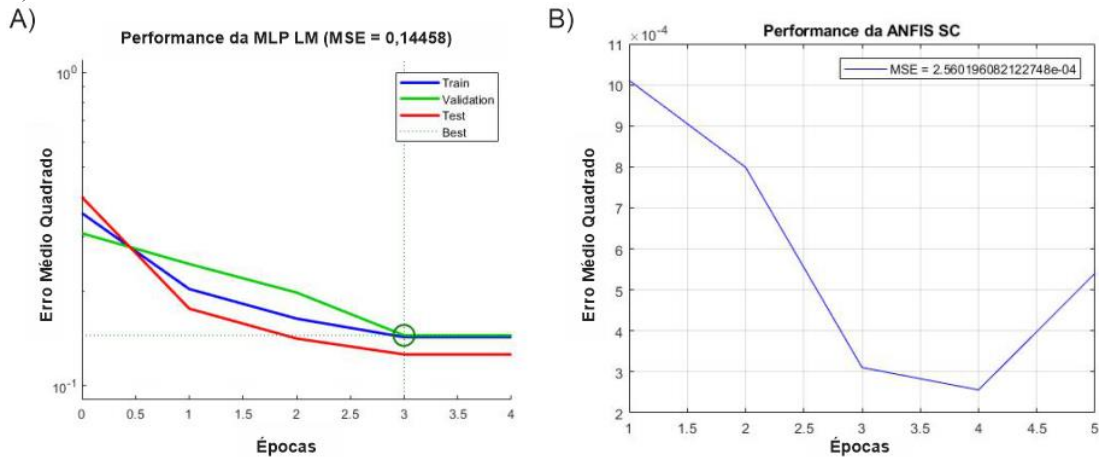 A)
Performance da MLP LM (MSE = 0,14458)
10^0
10^-1
Erro Médio Quadrado
Train
Validation
Test
Best
0 0.5 1 1.5 2 2.5 3 3.5 4
Épocas
B)
Performance da ANFIS SC
11 ×10^-4
10
9
8
7
6
5
4
3
2
Erro Médio Quadrado
MSE = 2.560196082122748e-04
1 1.5 2 2.5 3 3.5 4 4.5 5
Épocas